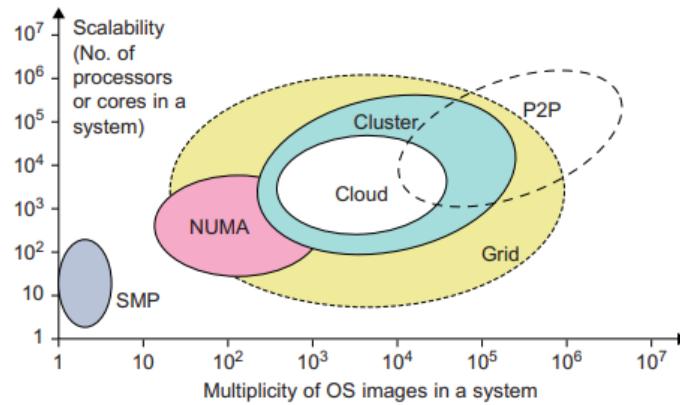 Scalability
(No. of
processors
or cores in a
system)
10⁷
10⁶
10⁵
10⁴
10³
10²
10
1
P2P
Cluster
Cloud
NUMA
Grid
SMP
1 10 10² 10³ 10⁴ 10⁵ 10⁶ 10⁷
Multiplicity of OS images in a system